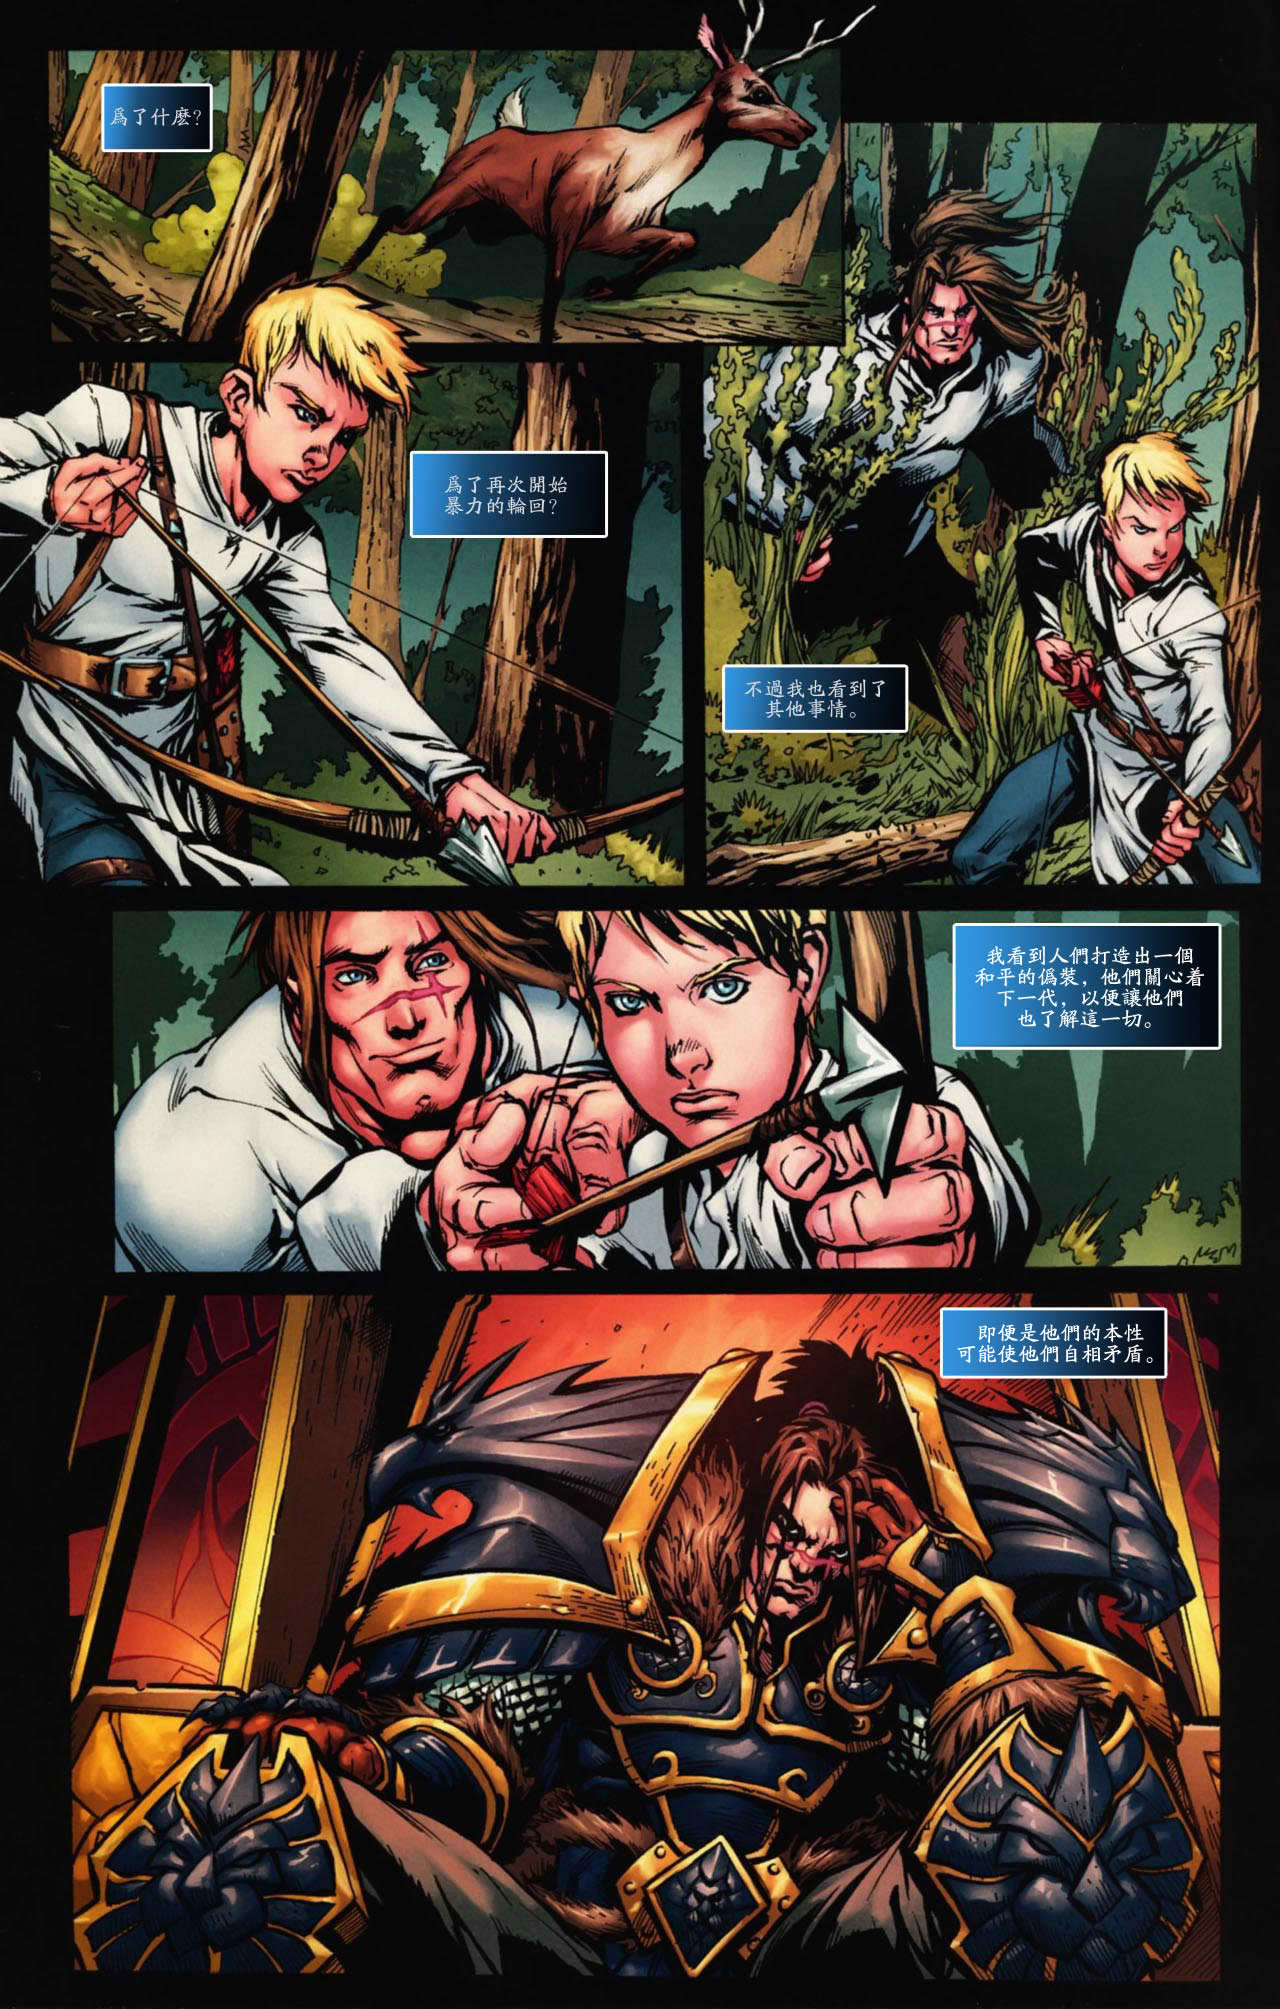 爲了什麽?
爲了再次開始
暴力的輪回?
不過我也看到了
其他事情。
我看到人們打造出一個
和平的僞裝，他們關心着
下一代，以便讓他們
也了解這一切。
即便是他們的本性
可能使他們自相矛盾。